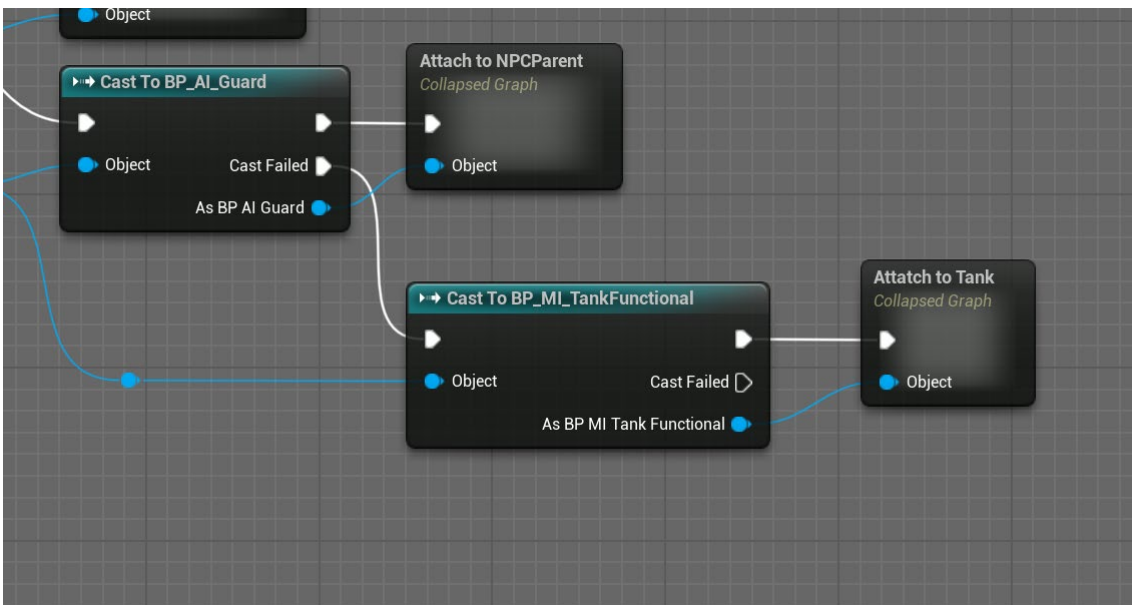 Object
Cast To BP_AI_Guard
Object
Cast Failed
As BP AI Guard
Attach to NPCParent
Collapsed Graph
Object
Cast To BP_MI_TankFunctional
Object
Cast Failed
As BP MI Tank Functional
Attatch to Tank
Collapsed Graph
Object